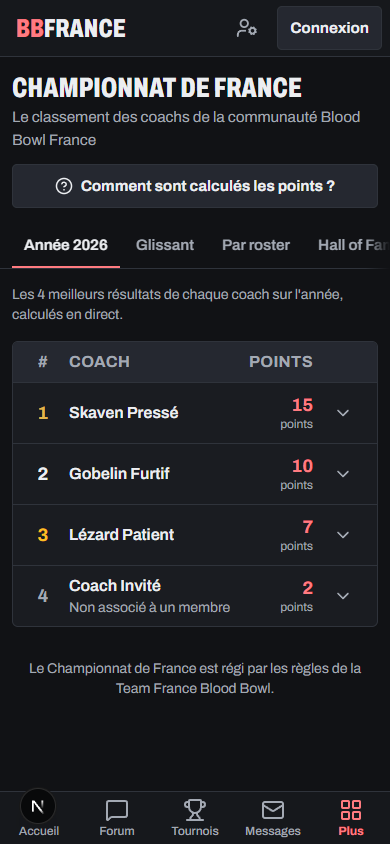 BBFRANCE
Connexion
CHAMPIONNAT DE FRANCE
Le classement des coachs de la communauté Blood
Bowl France
Comment sont calculés les points ?
Année 2026 Glissant Par roster Hall of
Les 4 meilleurs résultats de chaque coach sur l'année,
calculés en direct.
# COACH POINTS
1 Skaven Pressé 15
points
2 Gobelin Furtif 10
points
3 Lézard Patient 7
points
4 Coach Invité 2
Non associé à un membre points
Le Championnat de France est régi par les règles de la
Team France Blood Bowl.
N
Accueil Forum Tournois Messages Plus